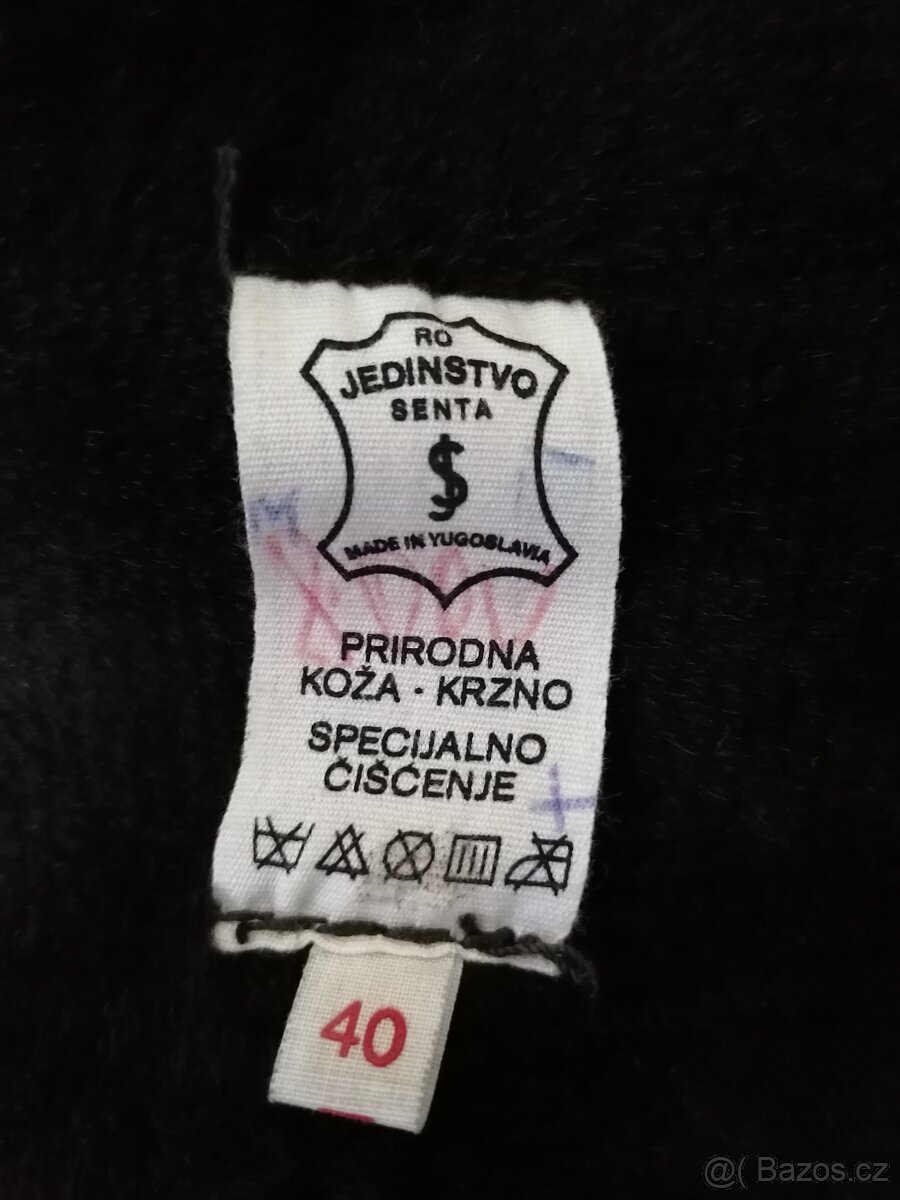 RO
JEDINSTVO
SENTA
MADE IN YUGOSLAVIA
PRIRODNA
KOŽA · KRZNO
SPECIJALNO
ČIŠĆENJE
40
@( Bazos.cz